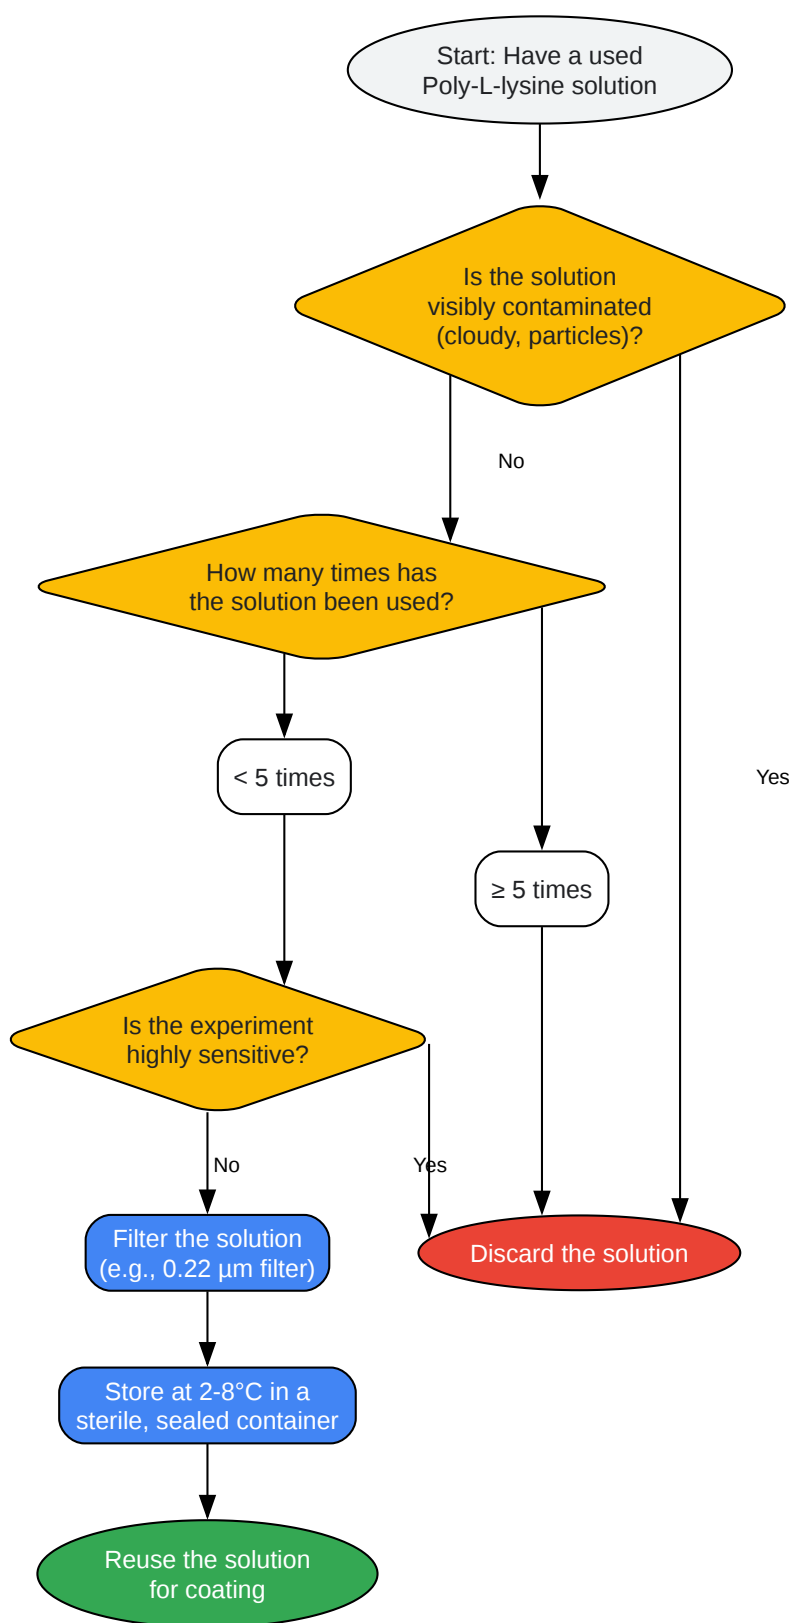 Start: Have a used
Poly-L-lysine solution
Is the solution
visibly contaminated
(cloudy, particles)?
No
How many times has
the solution been used?
< 5 times
Yes
≥ 5 times
Is the experiment
highly sensitive?
No
Yes
Filter the solution
(e.g., 0.22 µm filter)
Discard the solution
Store at 2-8°C in a
sterile, sealed container
Reuse the solution
for coating